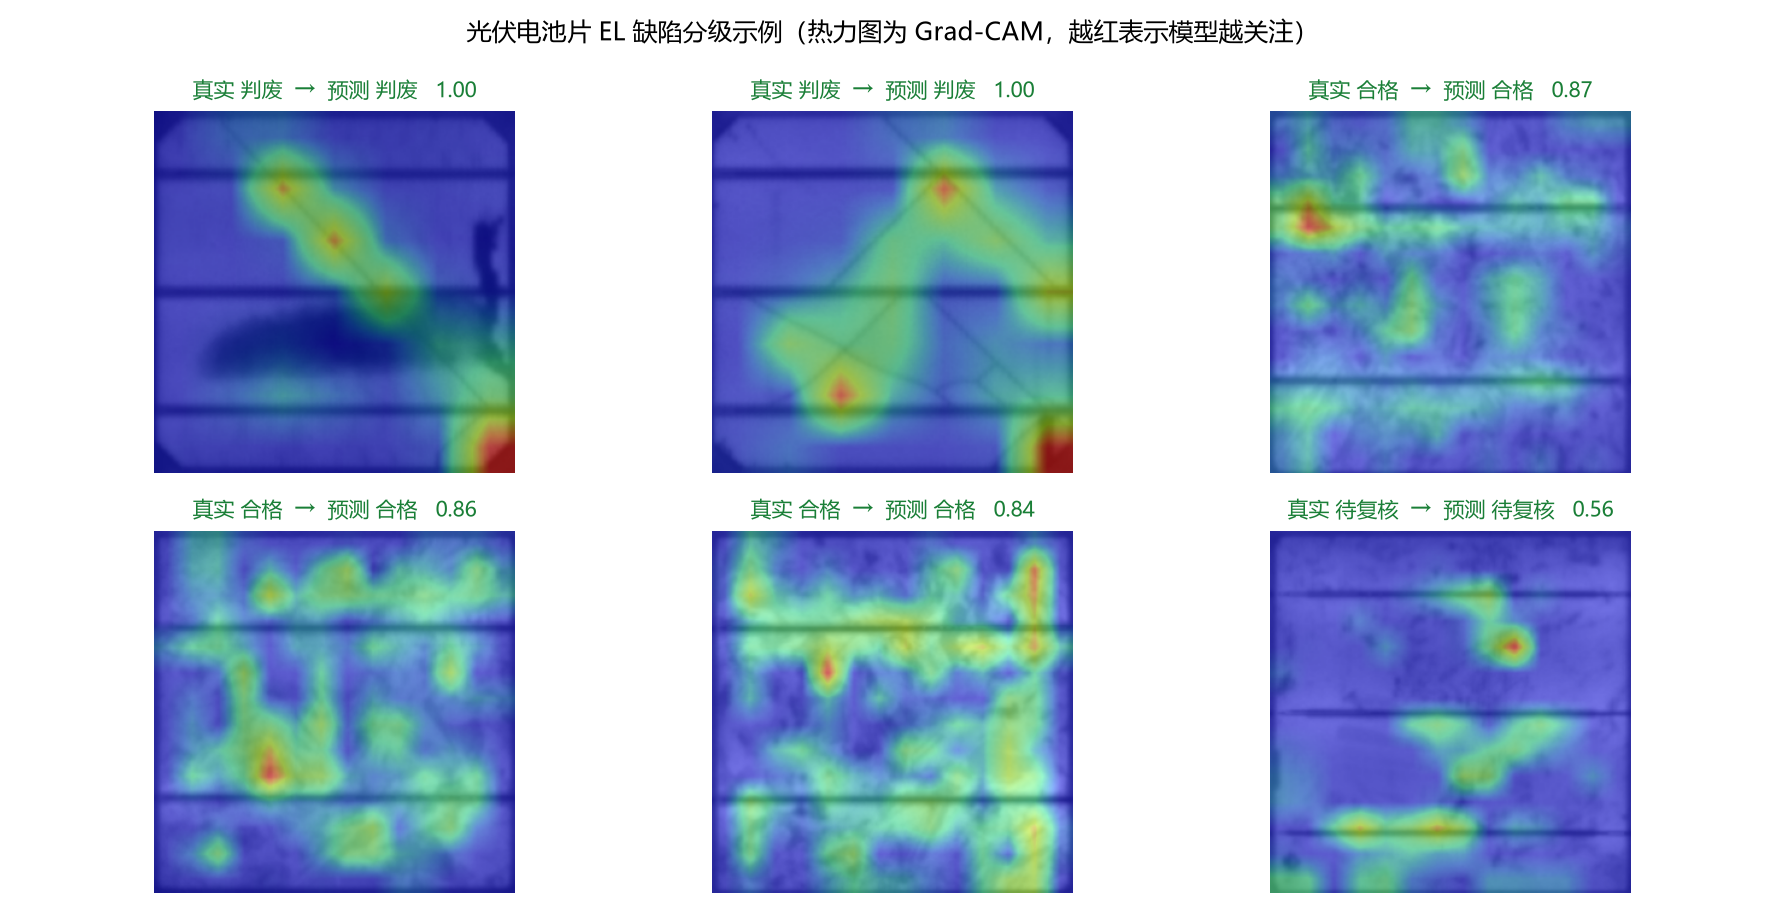 光伏电池片 EL 缺陷分级示例（热力图为 Grad-CAM，越红表示模型越关注）
真实 判废 → 预测 判废 1.00
真实 判废 → 预测 判废 1.00
真实 合格 → 预测 合格 0.87
真实 合格 → 预测 合格 0.86
真实 合格 → 预测 合格 0.84
真实 待复核 → 预测 待复核 0.56